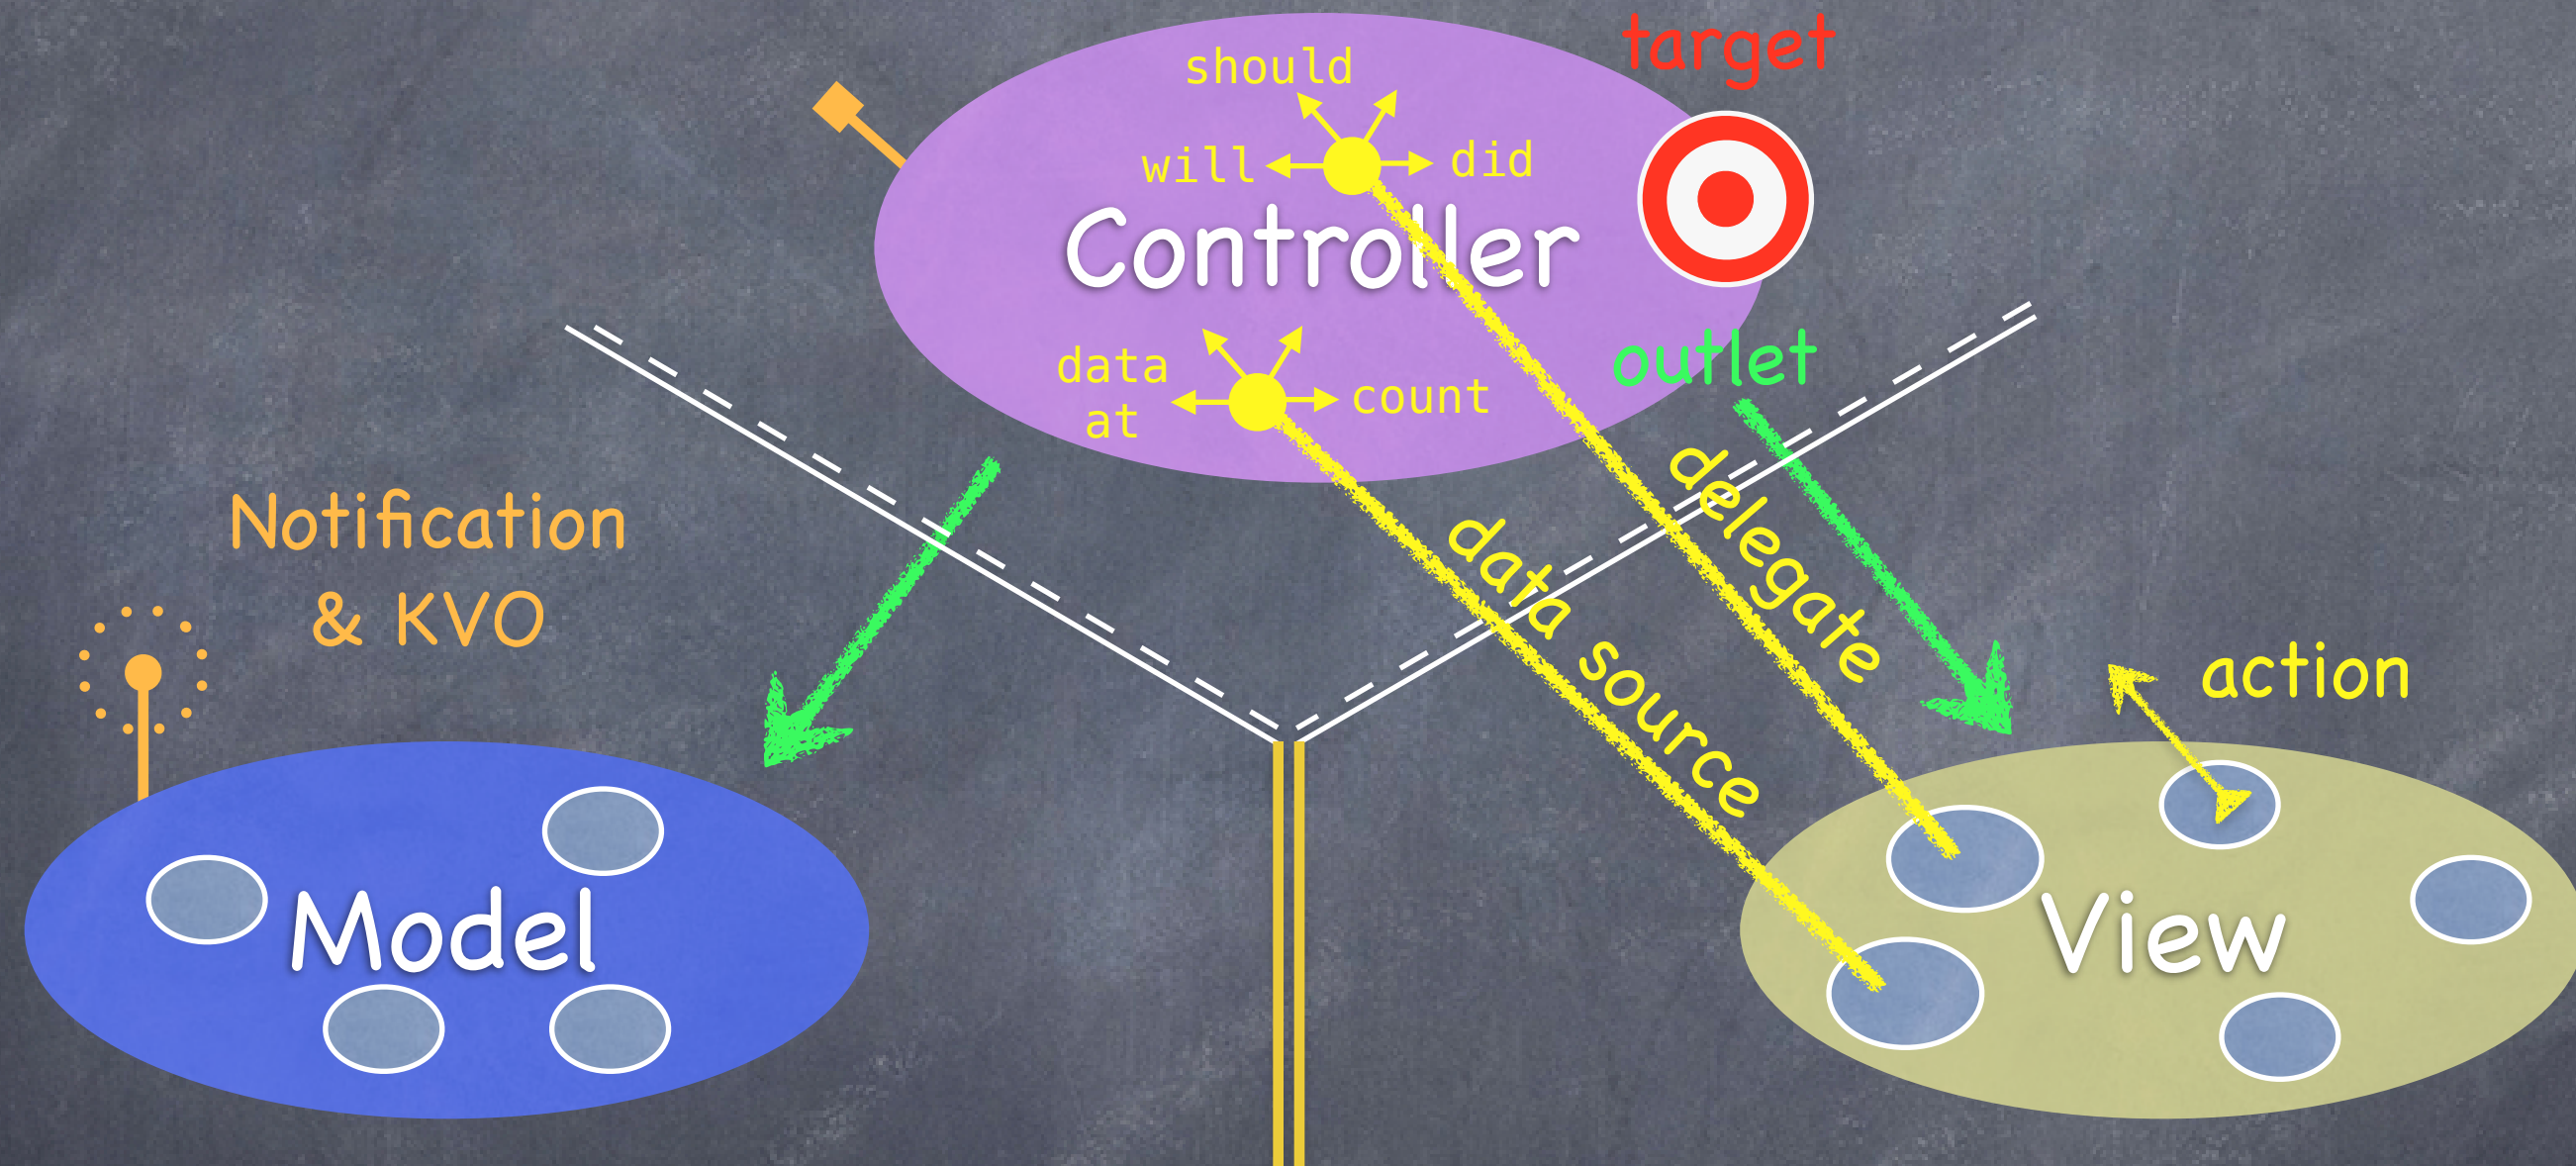 target
should
will
did
Controller
data
at
count
outlet
delegate
data source
Notification
& KVO
action
Model
View